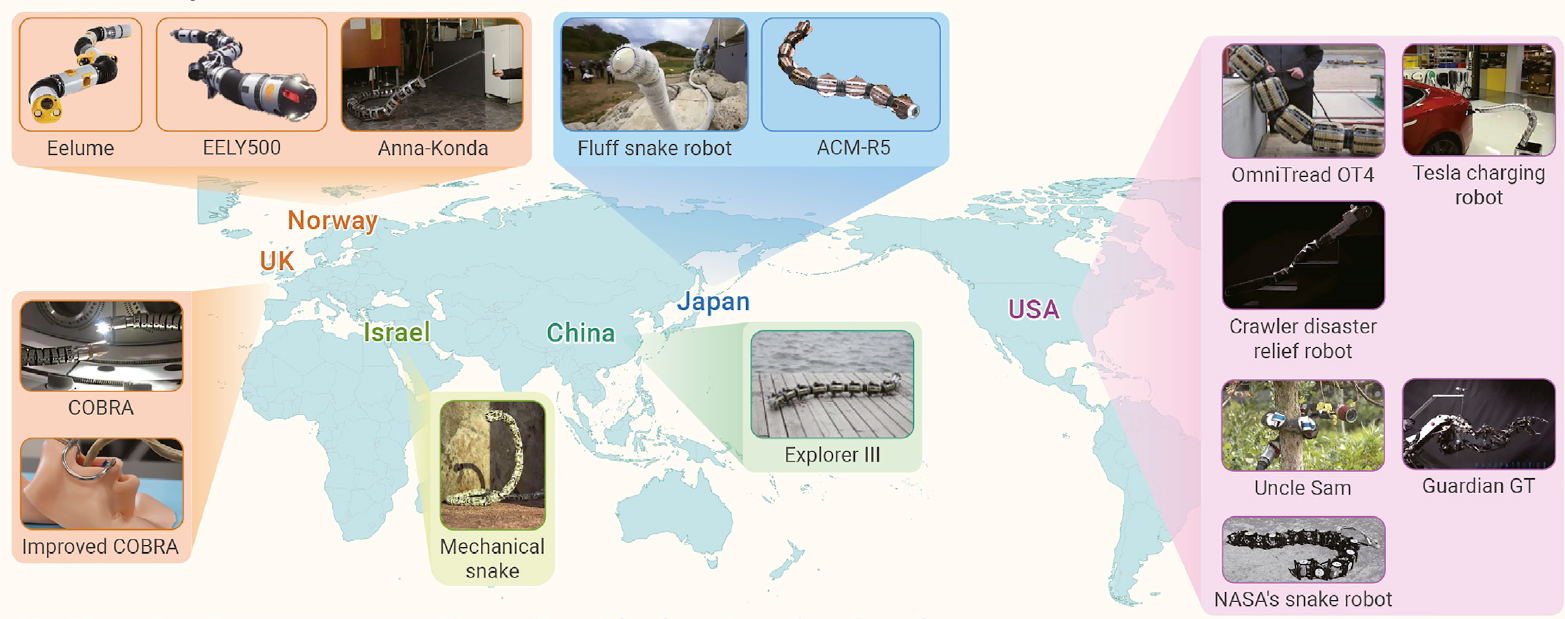 Eelume
EELY500
Anna-Konda
Fluff snake robot
ACM-R5
OmniTread OT4
Tesla charging
robot
Norway
UK
Japan
USA
Israel
China
Crawler disaster
relief robot
COBRA
Explorer III
Uncle Sam
Guardian GT
Improved COBRA
Mechanical
snake
NASA's snake robot